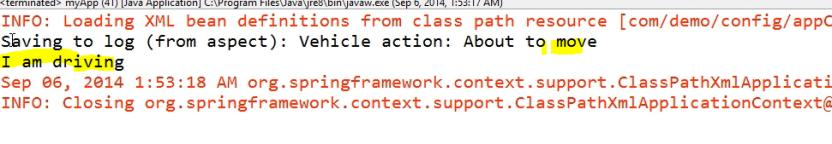 <terminated> myApp (41) [Java Application] C:\Program Files\Java\jre8\bin\javaw.exe (Sep 6, 2014, 1:53:17 AM)
INFO: Loading XML bean definitions from class path resource [com/demo/config/appC
Saving to log (from aspect): Vehicle action: About to move
I am driving
Sep 06, 2014 1:53:18 AM org.springframework.context.support.ClassPathXmlApplicati
INFO: Closing org.springframework.context.support.ClassPathXmlApplicationContext@